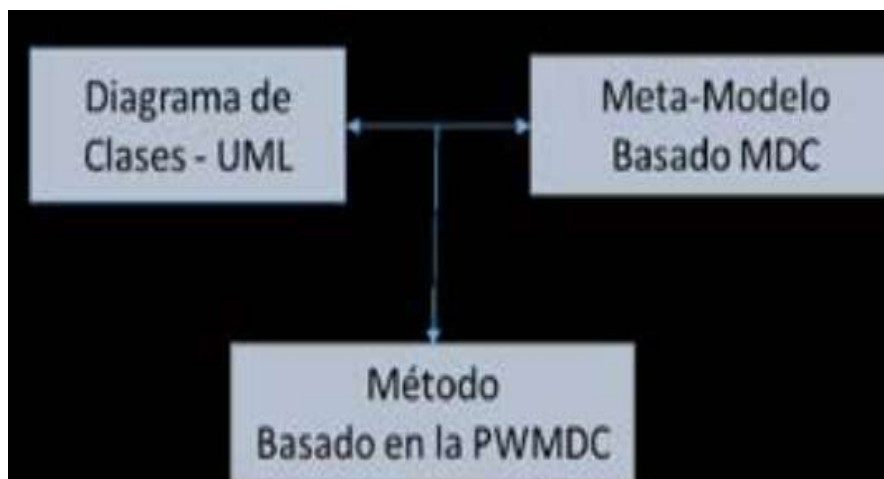 Diagrama de
Clases - UML
Meta-Modelo
Basado MDC
Método
Basado en la PWMDC